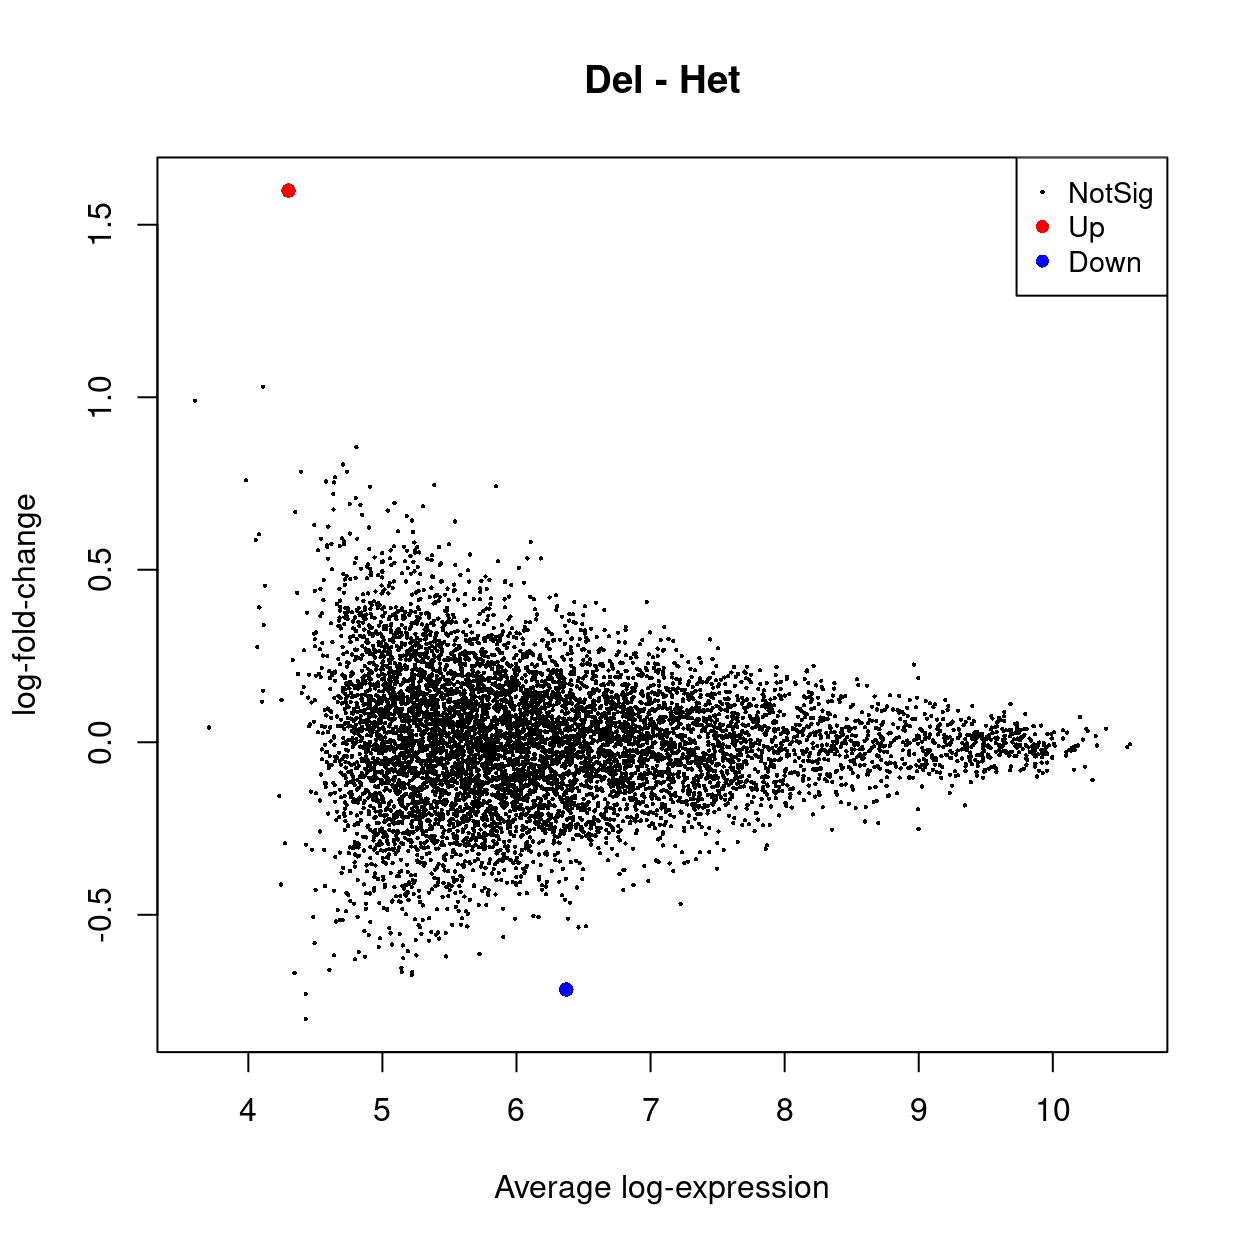 Del - Het
NotSig
Up
Down
1.5
1.0
0.5
0.0
-0.5
log-fold-change
4 5 6 7 8 9 10
Average log-expression